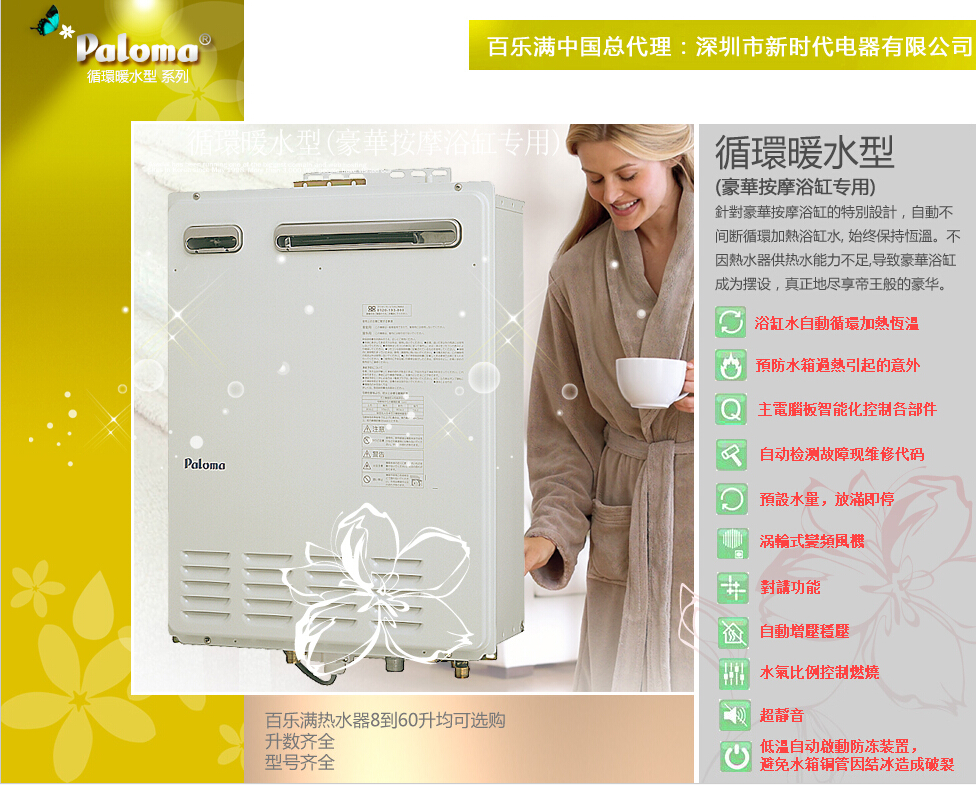 Paloma®
循環暖水型 系列
百乐满中国总代理：深圳市新时代电器有限公司
循環暖水型(豪華按摩浴缸专用)
Paloma
注意
警告
循環暖水型
(豪華按摩浴缸专用)
針對豪華按摩浴缸的特別設計，自動不
间断循環加熱浴缸水, 始终保持恆溫。不
因熱水器供热水能力不足,导致豪華浴缸
成为摆设，真正地尽享帝王般的豪华。
浴缸水自動循環加熱恆溫
預防水箱過熱引起的意外
主電腦板智能化控制各部件
自动检测故障现维修代码
預設水量，放滿即停
涡輪式變頻風機
對講功能
自動增壓穩壓
水氣比例控制燃燒
超靜音
低溫自动啟動防冻装置，
避免水箱铜管因結冰造成破裂
百乐满热水器8到60升均可选购
升数齐全
型号齐全